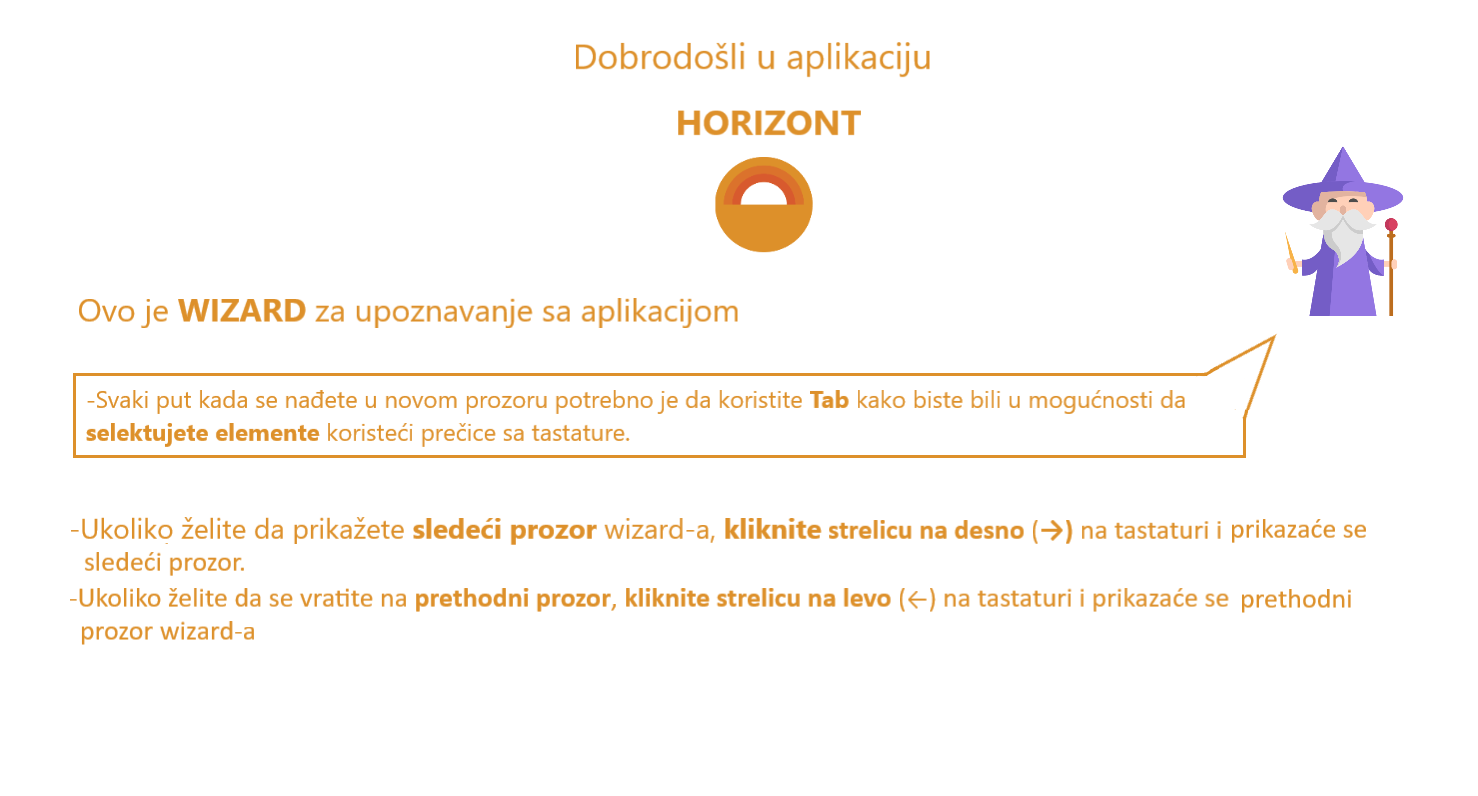 Dobrodošli u aplikaciju
HORIZONT
Ovo je WIZARD za upoznavanje sa aplikacijom
-Svaki put kada se nađete u novom prozoru potrebno je da koristite Tab kako biste bili u mogućnosti da
selektujete elemente koristeći prečice sa tastature.
-Ukoliko želite da prikažete sledeći prozor wizard-a, kliknite strelicu na desno (→) na tastaturi i prikazaće se
sledeći prozor.
-Ukoliko želite da se vratite na prethodni prozor, kliknite strelicu na levo (←) na tastaturi i prikazaće se prethodni
prozor wizard-a